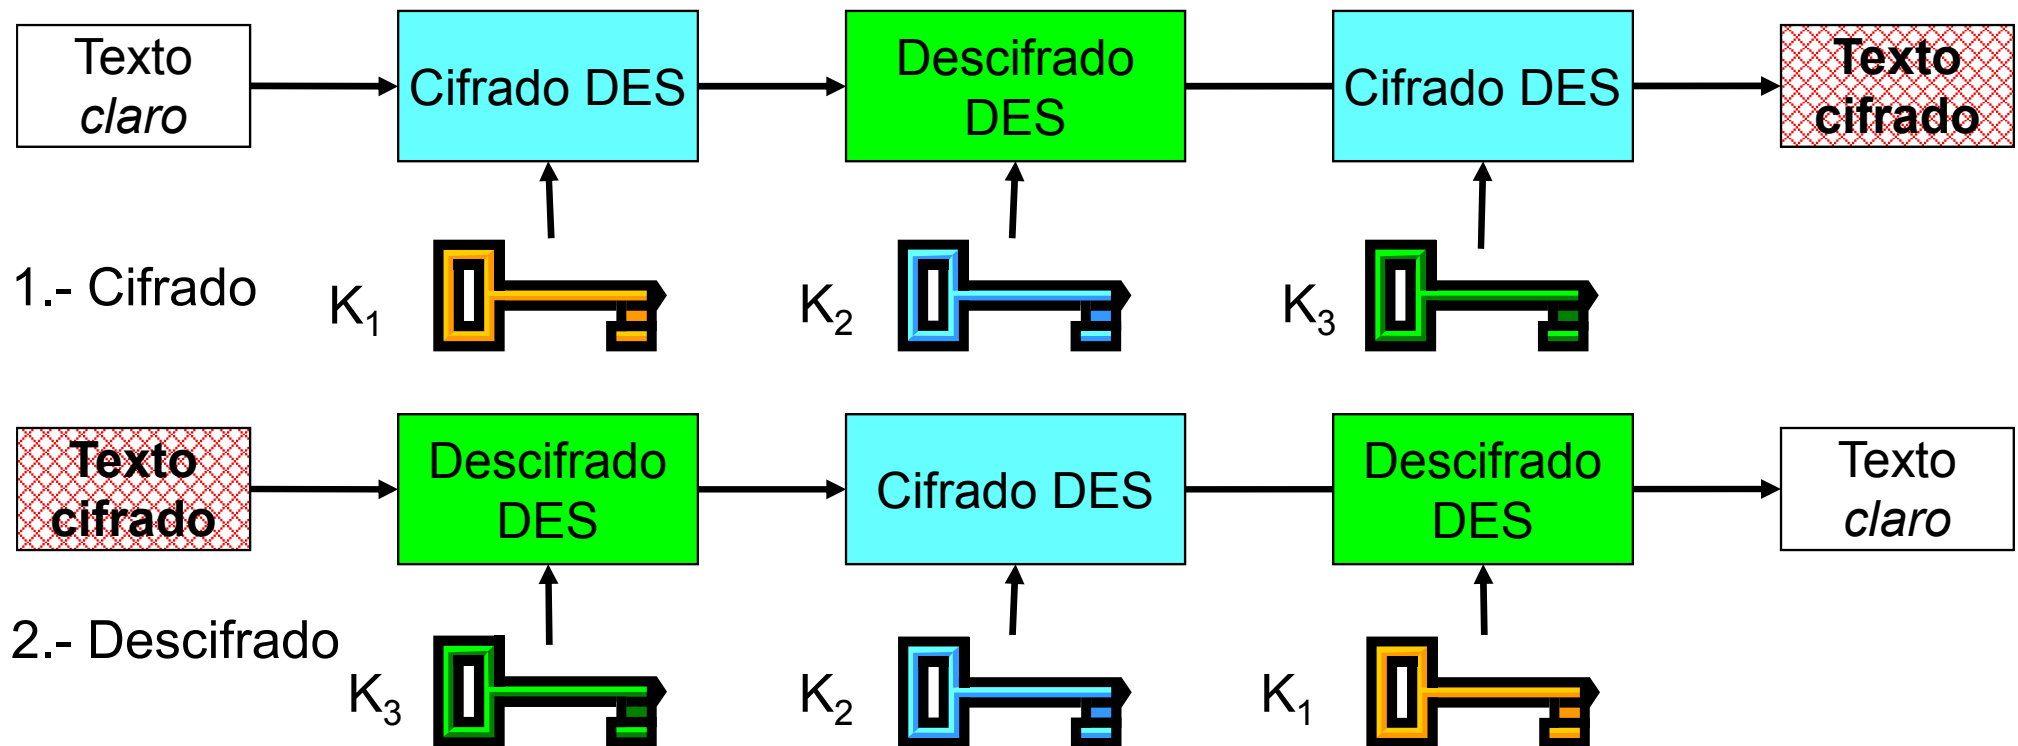 Texto
claro
Cifrado DES
Descifrado
DES
Cifrado DES
Texto
cifrado
1.- Cifrado
K₁
K₂
K₃
Texto
cifrado
Descifrado
DES
Cifrado DES
Descifrado
DES
Texto
claro
2.- Descifrado
K₃
K₂
K₁